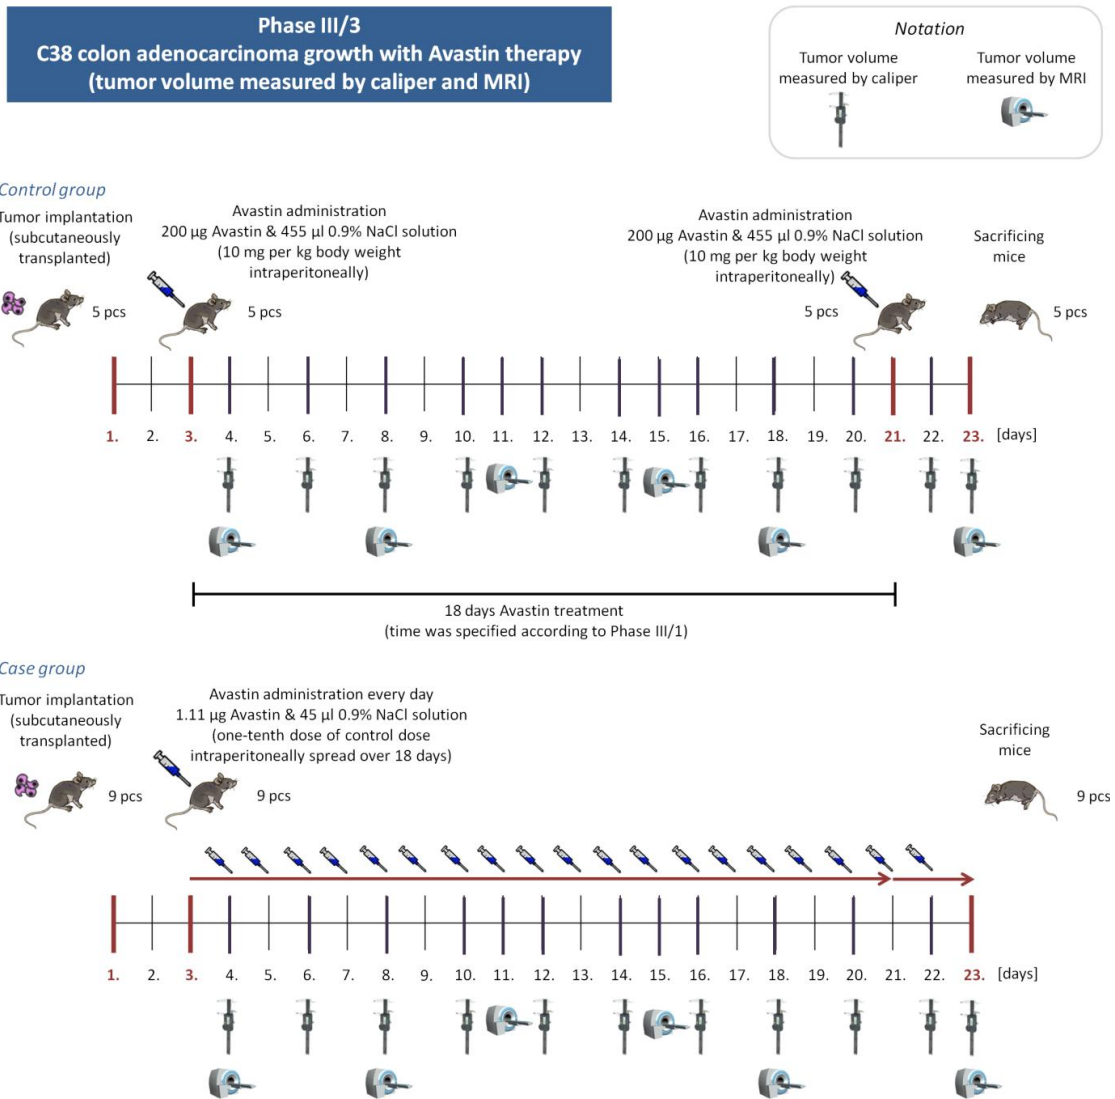 Phase III/3
C38 colon adenocarcinoma growth with Avastin therapy
(tumor volume measured by caliper and MRI)
Notation
Tumor volume
measured by caliper
Tumor volume
measured by MRI
Control group
Tumor implantation
(subcutaneously
transplanted)
5 pcs
Avastin administration
200 µg Avastin & 455 µl 0.9% NaCl solution
(10 mg per kg body weight
intraperitoneally)
5 pcs
Avastin administration
200 µg Avastin & 455 µl 0.9% NaCl solution
(10 mg per kg body weight
intraperitoneally)
5 pcs
Sacrificing
mice
5 pcs
1. 2. 3. 4. 5. 6. 7. 8. 9. 10. 11. 12. 13. 14. 15. 16. 17. 18. 19. 20. 21. 22. 23. [days]
18 days Avastin treatment
(time was specified according to Phase III/1)
Case group
Tumor implantation
(subcutaneously
transplanted)
9 pcs
Avastin administration every day
1.11 µg Avastin & 45 µl 0.9% NaCl solution
(one-tenth dose of control dose
intraperitoneally spread over 18 days)
9 pcs
Sacrificing
mice
9 pcs
1. 2. 3. 4. 5. 6. 7. 8. 9. 10. 11. 12. 13. 14. 15. 16. 17. 18. 19. 20. 21. 22. 23. [days]